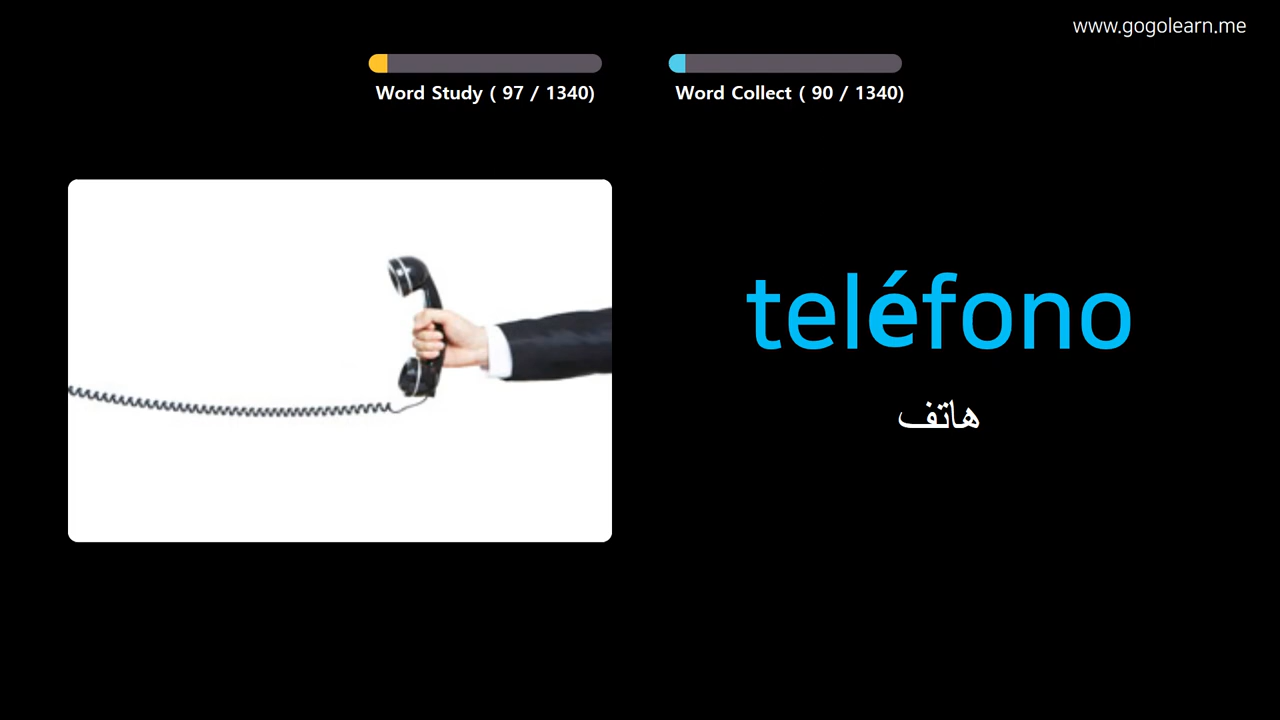 www.gogolearn.me
Word Study ( 97 / 1340)
Word Collect ( 90 / 1340)
teléfono
هاتف